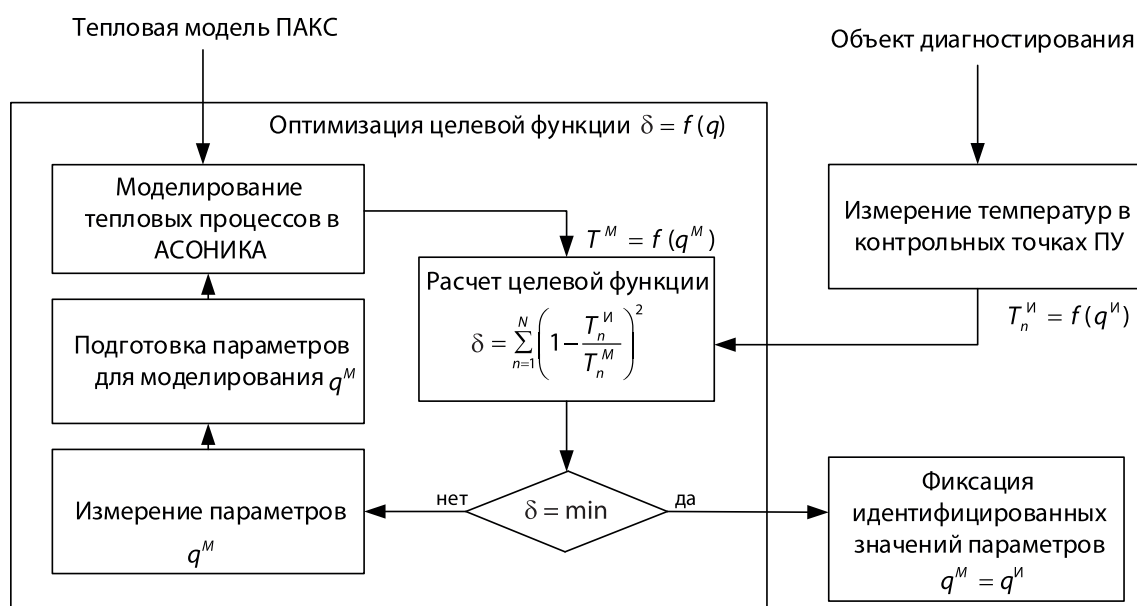 Тепловая модель ПАКС
Объект диагностирования
Оптимизация целевой функции δ = f (q)
Моделирование
тепловых процессов в
АСОНИКА
T^M = f (q^M)
Измерение температур в
контрольных точках ПУ
T_n^И = f (q^И)
Расчет целевой функции
δ = ∑_{n=1}^{N} (1 − T_n^И / T_n^M)^2
Подготовка параметров
для моделирования q^M
Измерение параметров
q^M
нет
δ = min
да
Фиксация
идентифицированных
значений параметров
q^M = q^И